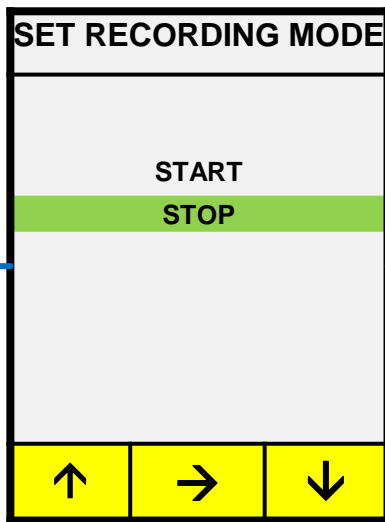 SET RECORDING MODE
START
STOP
↑ → ↓